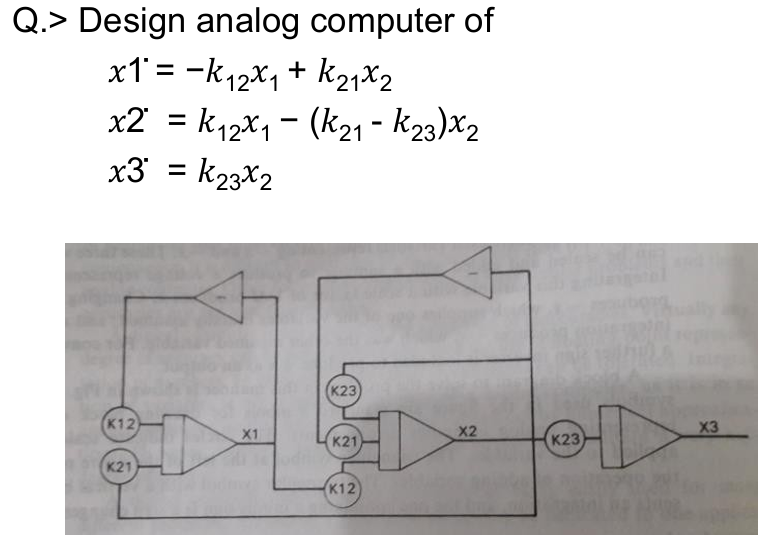 Q.> Design analog computer of
x1˙ = −k₁₂x₁ + k₂₁x₂
x2˙ = k₁₂x₁ − (k₂₁ - k₂₃)x₂
x3˙ = k₂₃x₂
K12
K21
X1
K23
K21
K12
X2
K23
X3